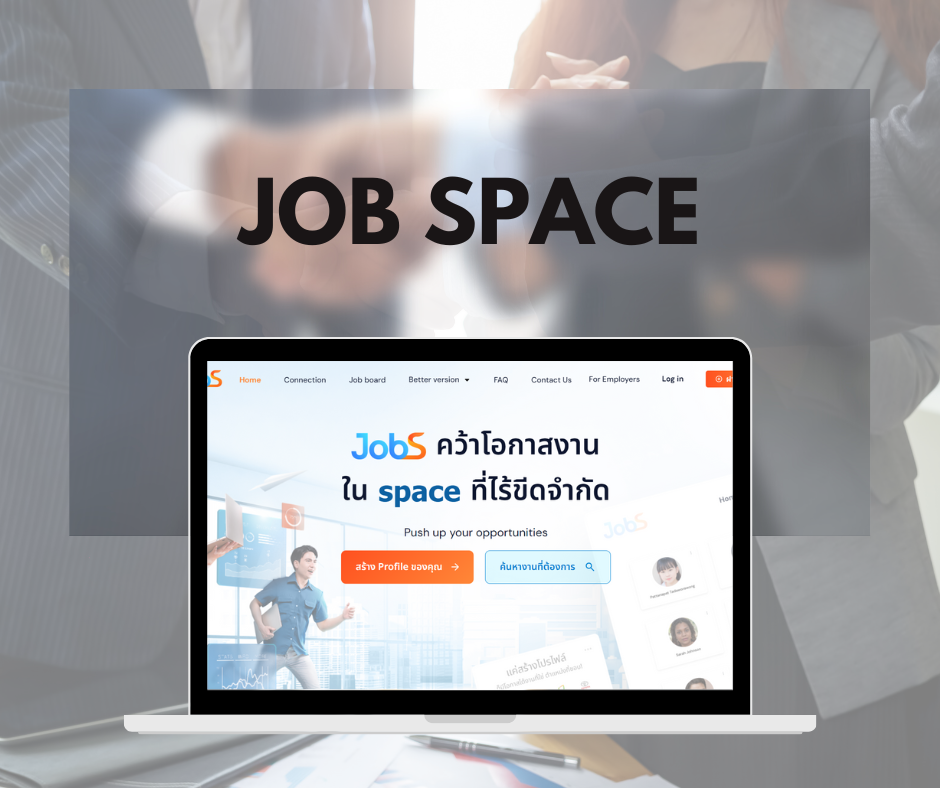 JOB SPACE
Home Connection Job board Better version FAQ Contact Us For Employers Log in
JobS คว้าโอกาสงาน
ใน space ที่ไร้ขีดจำกัด
Push up your opportunities
สร้าง Profile ของคุณ
ค้นหางานที่ต้องการ
JobS
แค่สร้างโปรไฟล์